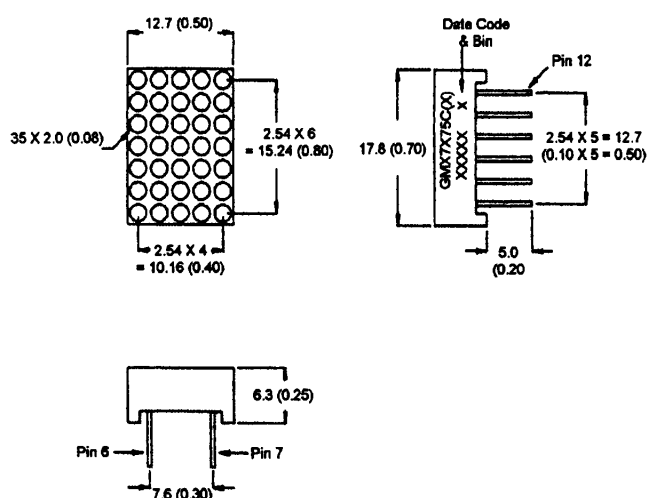 12.7 (0.50)
35 X 2.0 (0.08)
2.54 X 6
= 15.24 (0.60)
2.54 X 4
= 10.16 (0.40)
Date Code
& Bin
Pin 12
17.8 (0.70)
GMX7X75C(X)
XXXXX X
2.54 X 5 = 12.7
(0.10 X 5 = 0.50)
5.0
(0.20
6.3 (0.25)
Pin 6
Pin 7
7.6 (0.30)